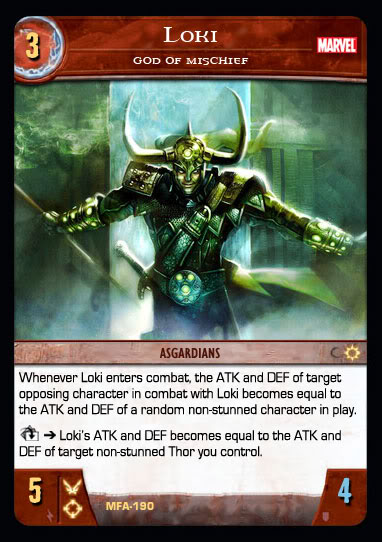 3
LOKI
GOD OF MISCHIEF
MARVEL
ASGARDIANS
Whenever Loki enters combat, the ATK and DEF of target
opposing character in combat with Loki becomes equal to
the ATK and DEF of a random non-stunned character in play.
➔ Loki's ATK and DEF becomes equal to the ATK and
DEF of target non-stunned Thor you control.
5
MFA-190
4